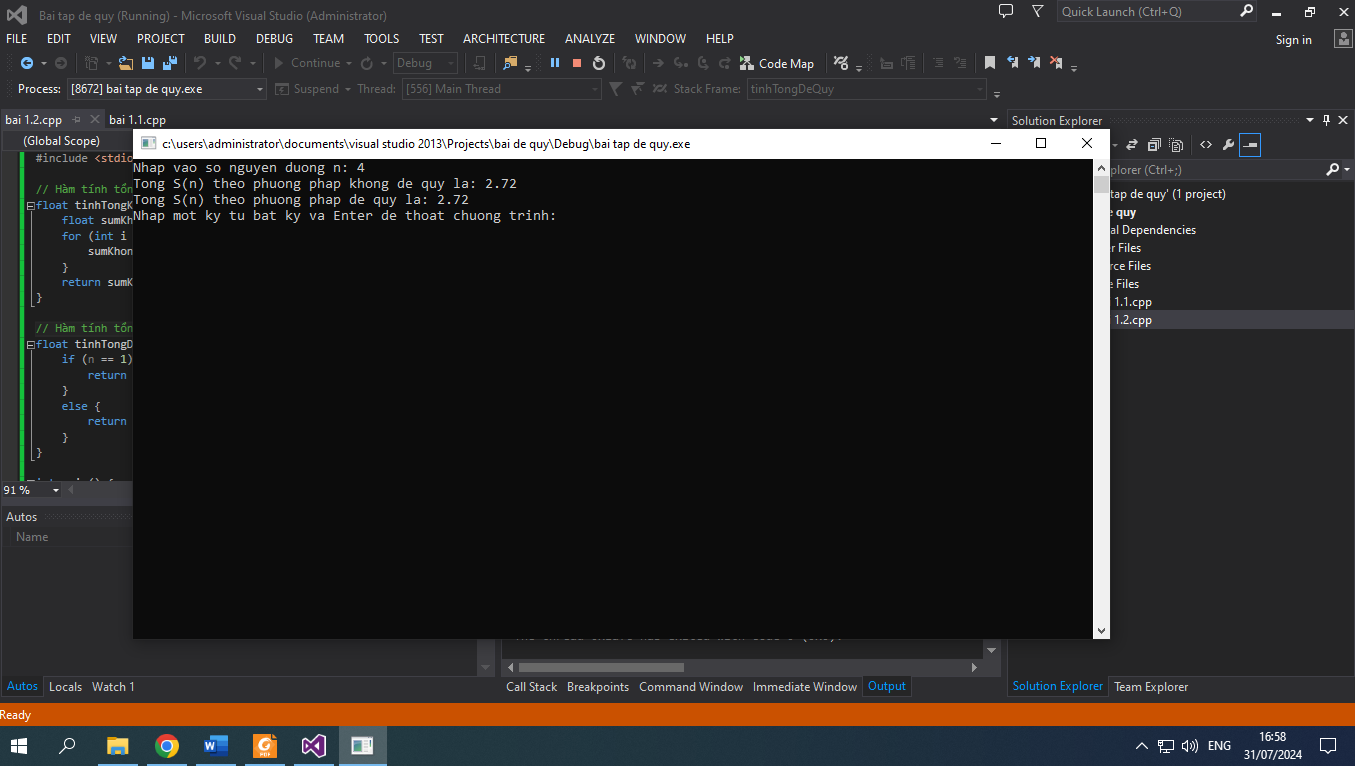 Bai tap de quy (Running) - Microsoft Visual Studio (Administrator)
Quick Launch (Ctrl+Q)
FILE EDIT VIEW PROJECT BUILD DEBUG TEAM TOOLS TEST ARCHITECTURE ANALYZE WINDOW HELP
Sign in
Continue Debug Code Map
Process: [8672] bai tap de quy.exe Suspend Thread: [556] Main Thread Stack Frame: tinhTongDeQuy
bai 1.2.cpp bai 1.1.cpp
Solution Explorer
(Global Scope)
c:\users\administrator\documents\visual studio 2013\Projects\bai de quy\Debug\bai tap de quy.exe
Nhap vao so nguyen duong n: 4
Tong S(n) theo phuong phap khong de quy la: 2.72
Tong S(n) theo phuong phap de quy la: 2.72
Nhap mot ky tu bat ky va Enter de thoat chuong trinh:
#include <stdio
// Hàm tính tổn
float tinhTongK
float sumKh
for (int i
sumKhon
}
return sumK
}
// Hàm tính tổn
float tinhTongD
if (n == 1)
return
}
else {
return
}
}
91 %
plorer (Ctrl+;)
tap de quy' (1 project)
e quy
al Dependencies
er Files
rce Files
e Files
1.1.cpp
1.2.cpp
Autos
Name
Autos Locals Watch 1
Call Stack Breakpoints Command Window Immediate Window Output
Solution Explorer Team Explorer
Ready
ENG
16:58
31/07/2024